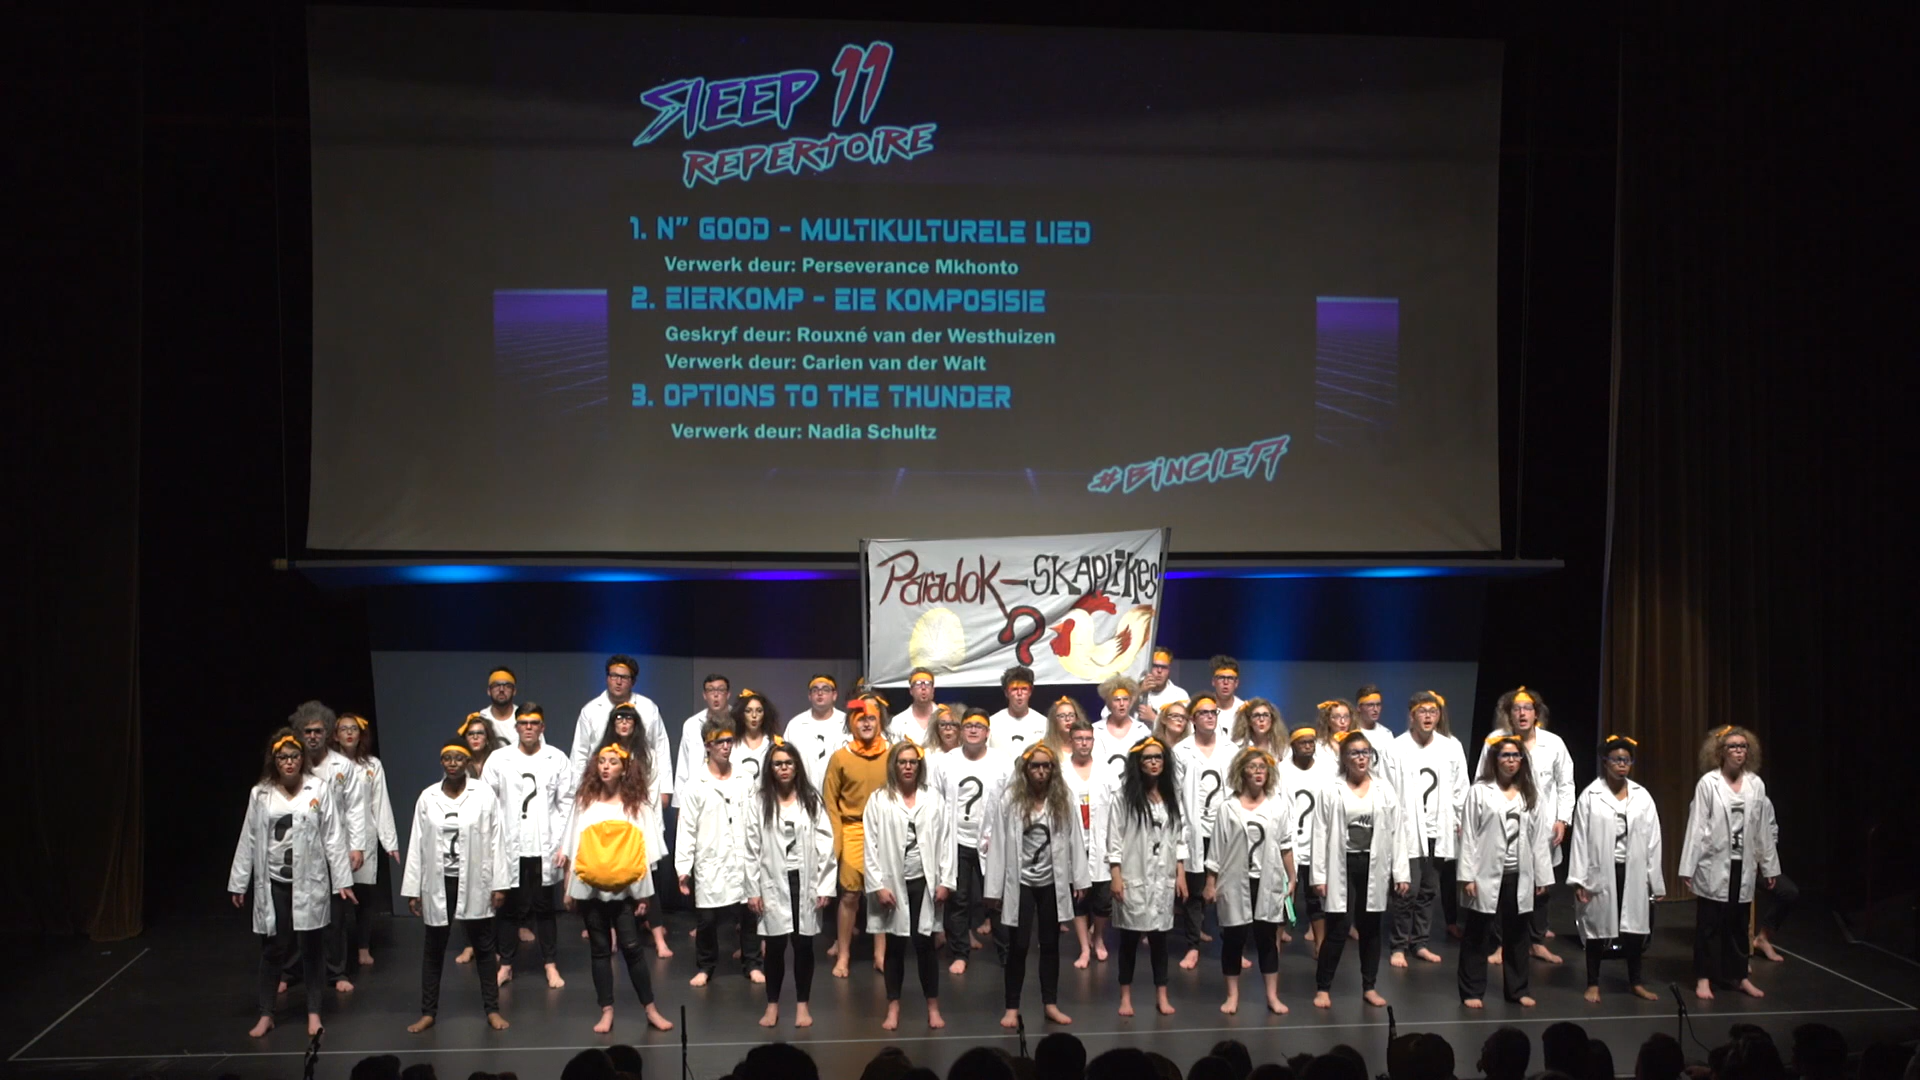 SLEEP 11
REPERTOIRE
1. N" GOOD - MULTIKULTURELE LIED
Verwerk deur: Perseverance Mkhonto
2. EIERKOMP - EIE KOMPOSISIE
Geskryf deur: Rouxné van der Westhuizen
Verwerk deur: Carien van der Walt
3. OPTIONS TO THE THUNDER
Verwerk deur: Nadia Schultz
#BINGLE17
Paradok-SKAPLIKES
?